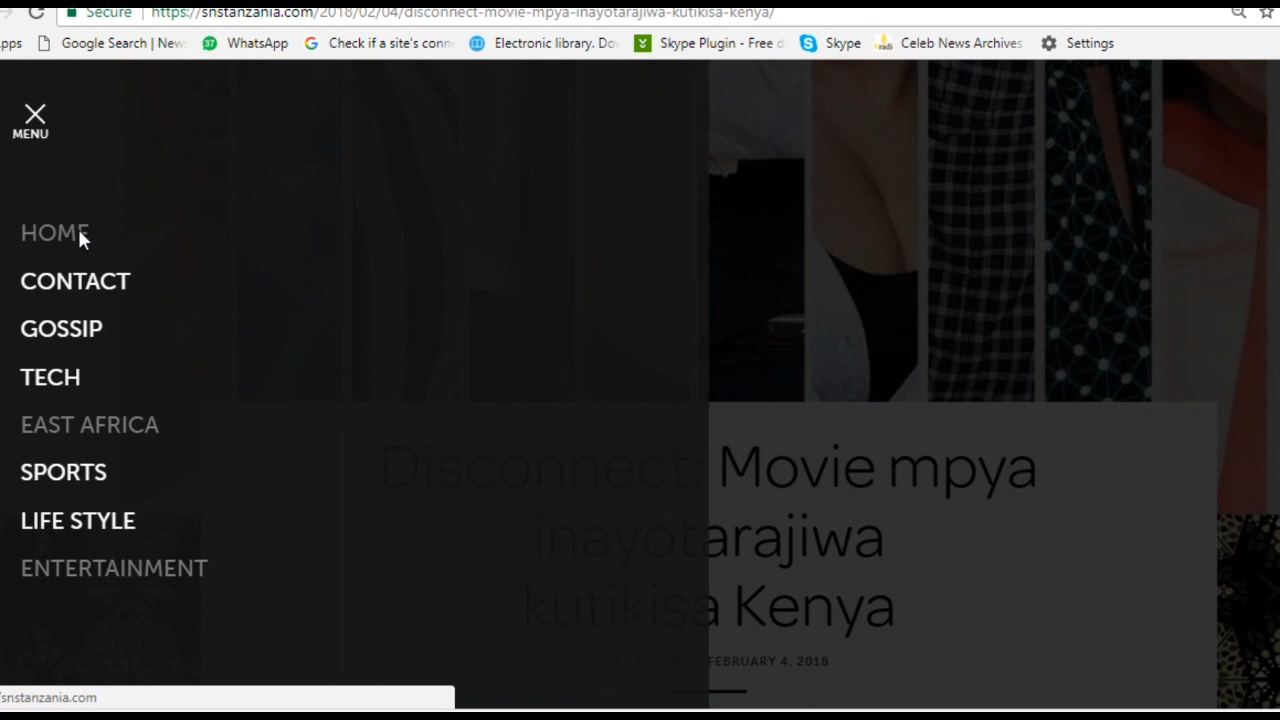 Secure https://snstanzania.com/2018/02/04/disconnect-movie-mpya-inayotarajiwa-kutikisa-kenya/
pps Google Search | New 37 WhatsApp Check if a site's conn Electronic library. Do Skype Plugin - Free d Skype Celeb News Archives Settings
MENU
HOME
CONTACT
GOSSIP
TECH
EAST AFRICA
SPORTS
LIFE STYLE
ENTERTAINMENT
Disconnect: Movie mpya
inayotarajiwa
kutikisa Kenya
FEBRUARY 4, 2018
/snstanzania.com